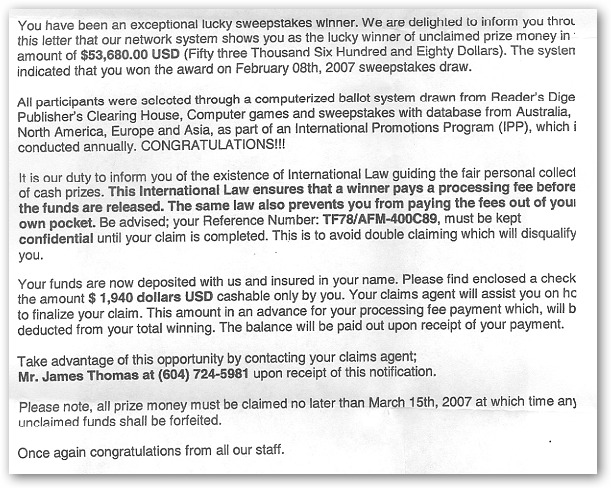 You have been an exceptional lucky sweepstakes winner. We are delighted to inform you
this letter that our network system shows you as the lucky winner of unclaimed prize money in
amount of $53,680.00 USD (Fifty three Thousand Six Hundred and Eighty Dollars). The
indicated that you won the award on February 08th, 2007 sweepstakes draw.
All participants were selected through a computerized ballot system drawn from Reader's Dige
Publisher's Clearing House, Computer games and sweepstakes with database from Australia,
North America, Europe and Asia, as part of an International Promotions Program (IPP), which i
conducted annually. CONGRATULATIONS!!!
It is our duty to inform you of the existence of International Law guiding the fair personal collect
of cash prizes. This International Law ensures that a winner pays a processing fee before
the funds are released. The same law also prevents you from paying the fees out of your
own pocket. Be advised; your Reference Number: TF78/AFM-400C89, must be kept
confidential until your claim is completed. This is to avoid double claiming which will disqualify
you.
Your funds are now deposited with us and insured in your name. Please find enclosed a check
the amount $ 1,940 dollars USD cashable only by you. Your claims agent will assist you on
to finalize your claim. This amount in an advance for your processing fee payment which, will b
deducted from your total winning. The balance will be paid out upon receipt of your payment.
Take advantage of this opportunity by contacting your claims agent;
Mr. James Thomas at (604) 724-5981 upon receipt of this notification.
Please note, all prize money must be claimed no later than March 15th, 2007 at which time any
unclaimed funds shall be forfeited.
Once again congratulations from all our staff.